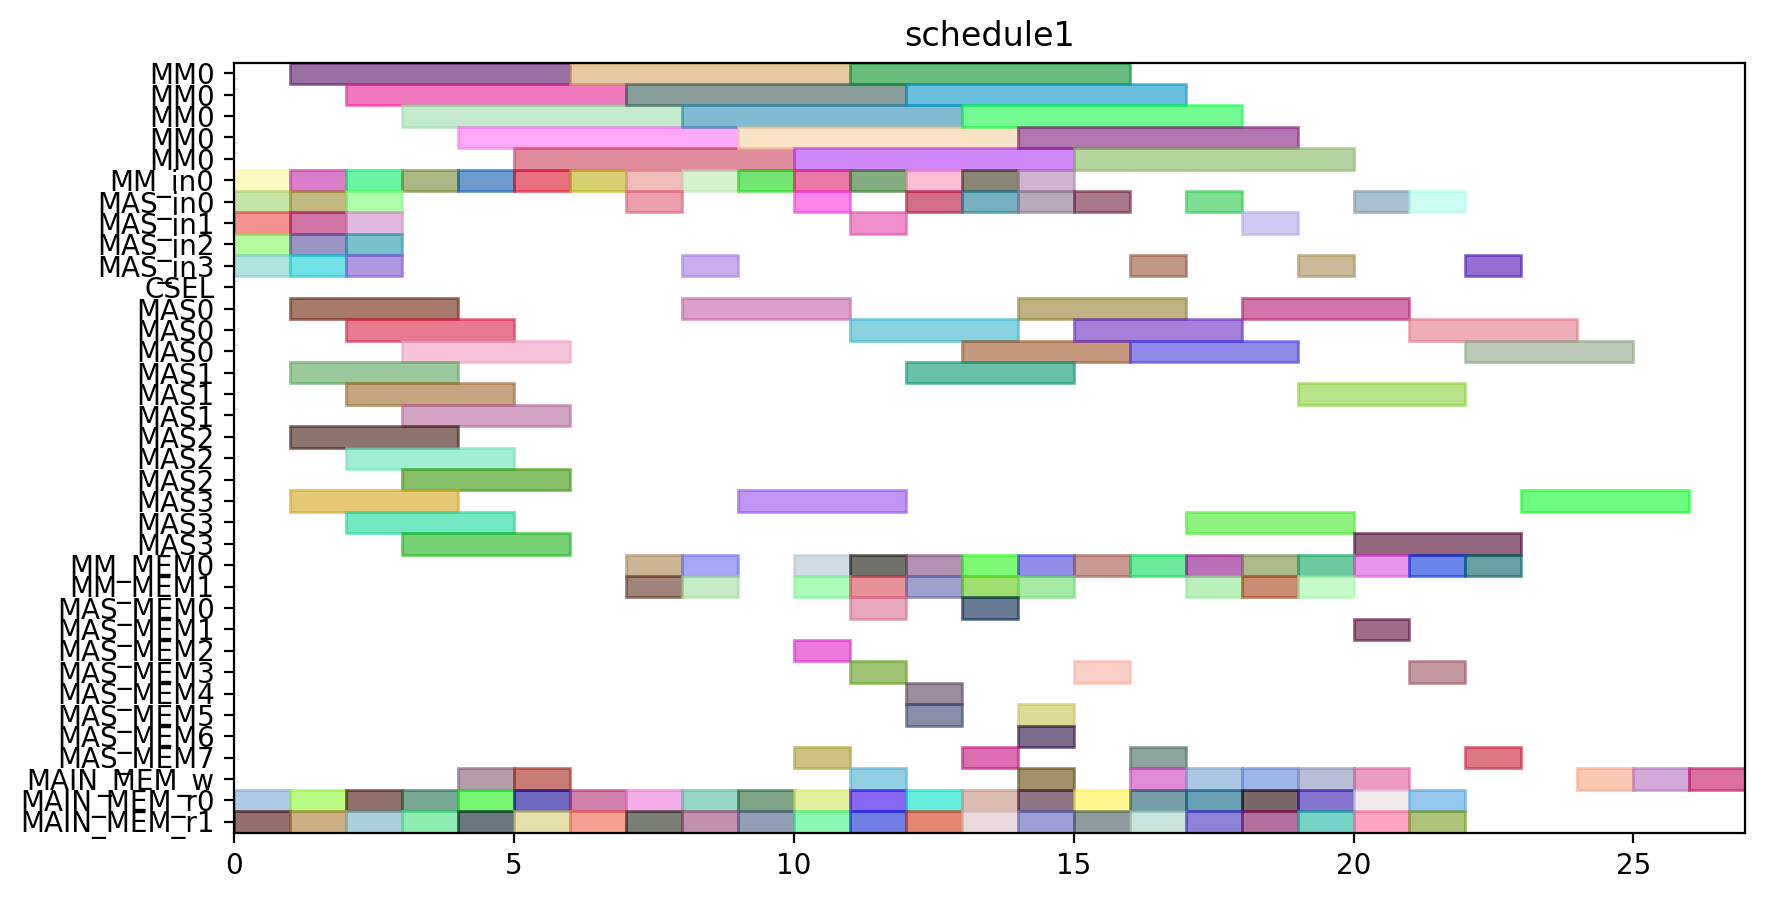 schedule1
MM0
MM0
MM0
MM0
MM0
MM_in0
MAS_in0
MAS_in1
MAS_in2
MAS_in3
CSEL
MAS0
MAS0
MAS0
MAS1
MAS1
MAS1
MAS2
MAS2
MAS2
MAS3
MAS3
MAS3
MM_MEM0
MM_MEM1
MAS_MEM0
MAS_MEM1
MAS_MEM2
MAS_MEM3
MAS_MEM4
MAS_MEM5
MAS_MEM6
MAS_MEM7
MAIN_MEM_w
MAIN_MEM_r0
MAIN_MEM_r1
0 5 10 15 20 25